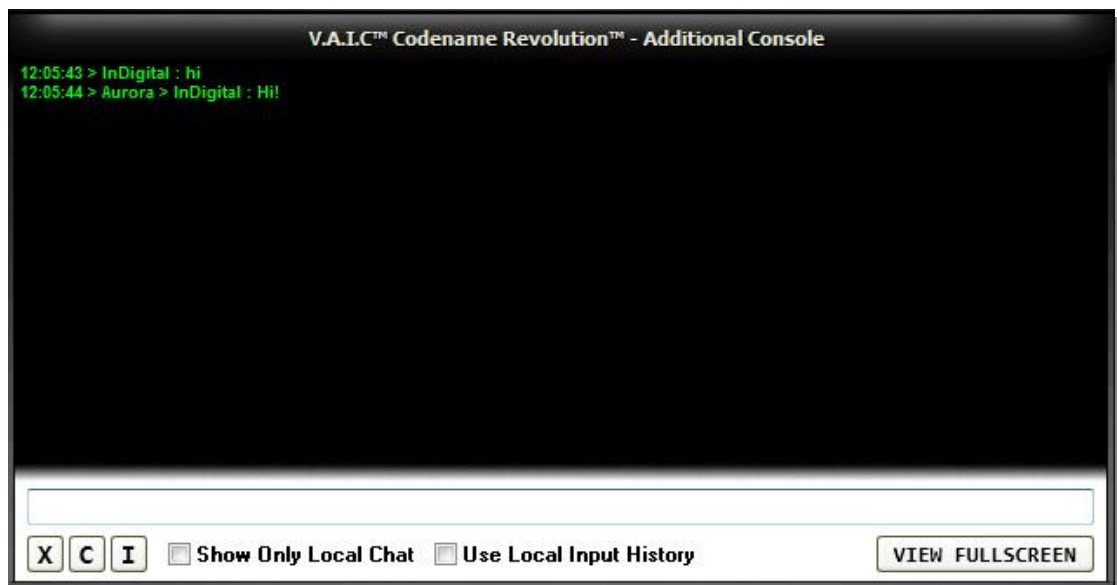 V.A.I.C™ Codename Revolution™ - Additional Console
12:05:43 > InDigital : hi
12:05:44 > Aurora > InDigital : Hi!
X C I Show Only Local Chat Use Local Input History VIEW FULLSCREEN